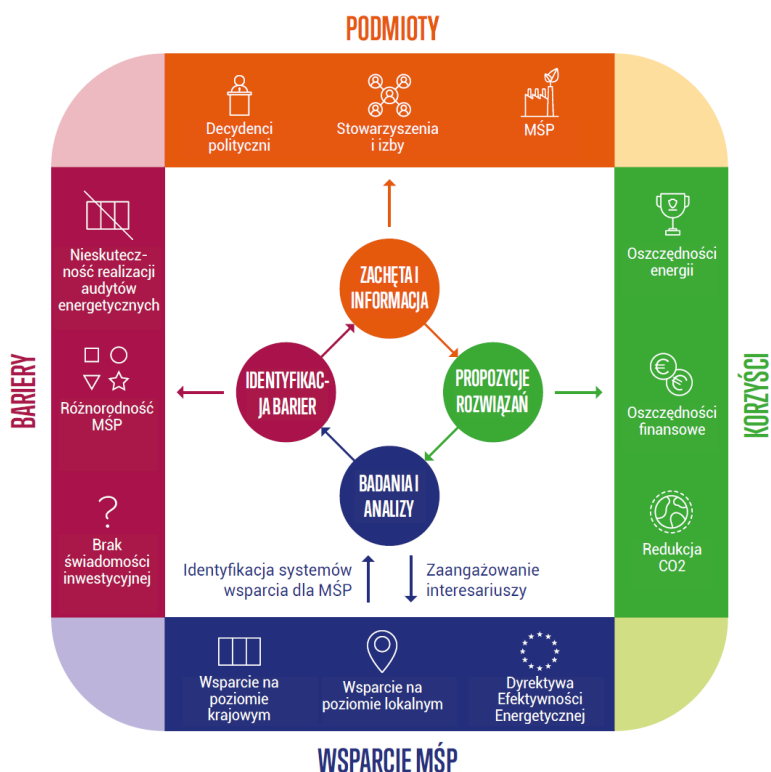 PODMIOTY
Decydenci
polityczni
Stowarzyszenia
i izby
MŚP
BARIERY
Nieskutecz-
ność realizacji
audytów
energetycznych
Różnorodność
MŚP
Brak
świadomości
inwestycyjnej
ZACHĘTA I
INFORMACJA
IDENTYFIKAC-
JA BARIER
PROPOZYCJE
ROZWIĄZAŃ
BADANIA I
ANALIZY
Identyfikacja systemów
wsparcia dla MŚP
Zaangażowanie
interesariuszy
KORZYŚCI
Oszczędności
energii
Oszczędności
finansowe
Redukcja
CO2
Wsparcie na
poziomie
krajowym
Wsparcie na
poziomie lokalnym
Dyrektywa
Efektywności
Energetycznej
WSPARCIE MŚP